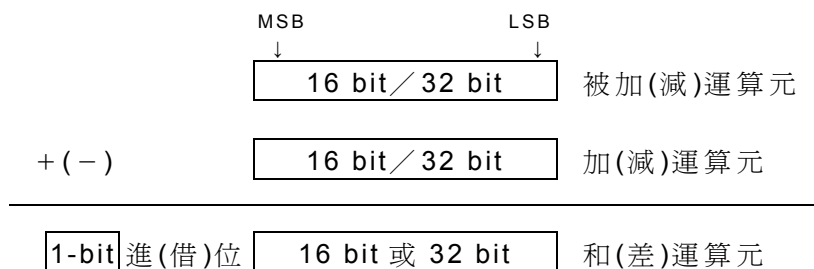 MSB LSB
↓ ↓
16 bit／32 bit 被加(減)運算元
＋(－) 16 bit／32 bit 加(減)運算元
1-bit 進(借)位 16 bit 或 32 bit 和(差)運算元